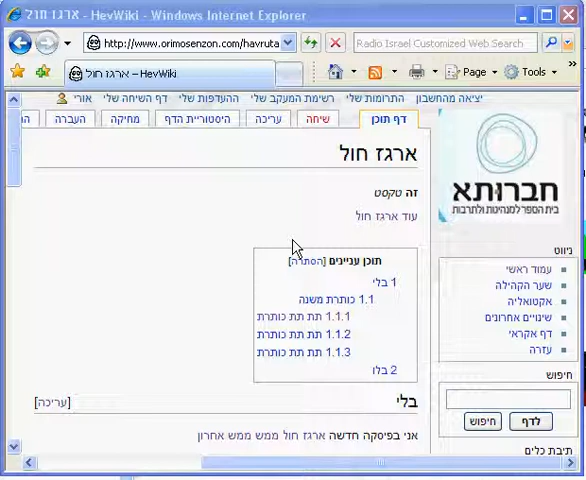 ארגז חול - HevWiki - Windows Internet Explorer
http://www.orimosenzon.com/havruta
Radio Israel Customized Web Search
ארגז חול - HevWiki
Page
Tools
אורי דף השיחה שלי ההעדפות שלי רשימת המעקב שלי התרומות שלי יציאה מהחשבון
דף תוכן
שיחה
עריכה
היסטוריית הדף
מחיקה
העברה
ארגז חול
זה טקסט
עוד ארגז חול
תוכן עניינים [הסתרה]
1 בלי
1.1 כותרת משנה
1.1.1 תת תת כותרת
1.1.2 תת תת כותרת
1.1.3 תת תת כותרת
2 בלו
בלי
[עריכה]
אני בפיסקה חדשה ארגז חול ממש ממש אחרון
חברותא
בית הספר למנהיגות ולתרבות
ניווט
עמוד ראשי
שער הקהילה
אקטואליה
שינויים אחרונים
דף אקראי
עזרה
חיפוש
לדף
חיפוש
תיבת כלים